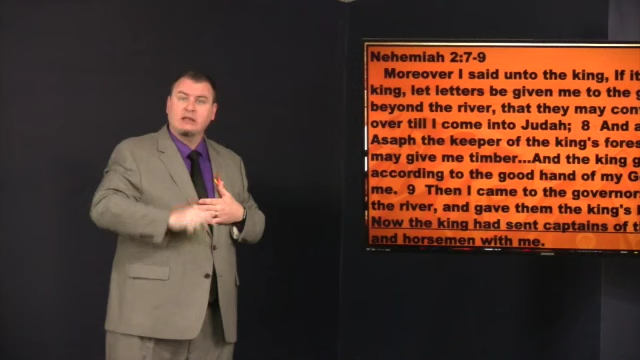 Nehemiah 2:7-9
Moreover I said unto the king, If it
king, let letters be given me to the
beyond the river, that they may
over till I come into Judah; 8 And
Asaph the keeper of the king's
may give me timber...And the king
according to the good hand of my
me. 9 Then I came to the
the river, and gave them the king's
Now the king had sent captains of
and horsemen with me.